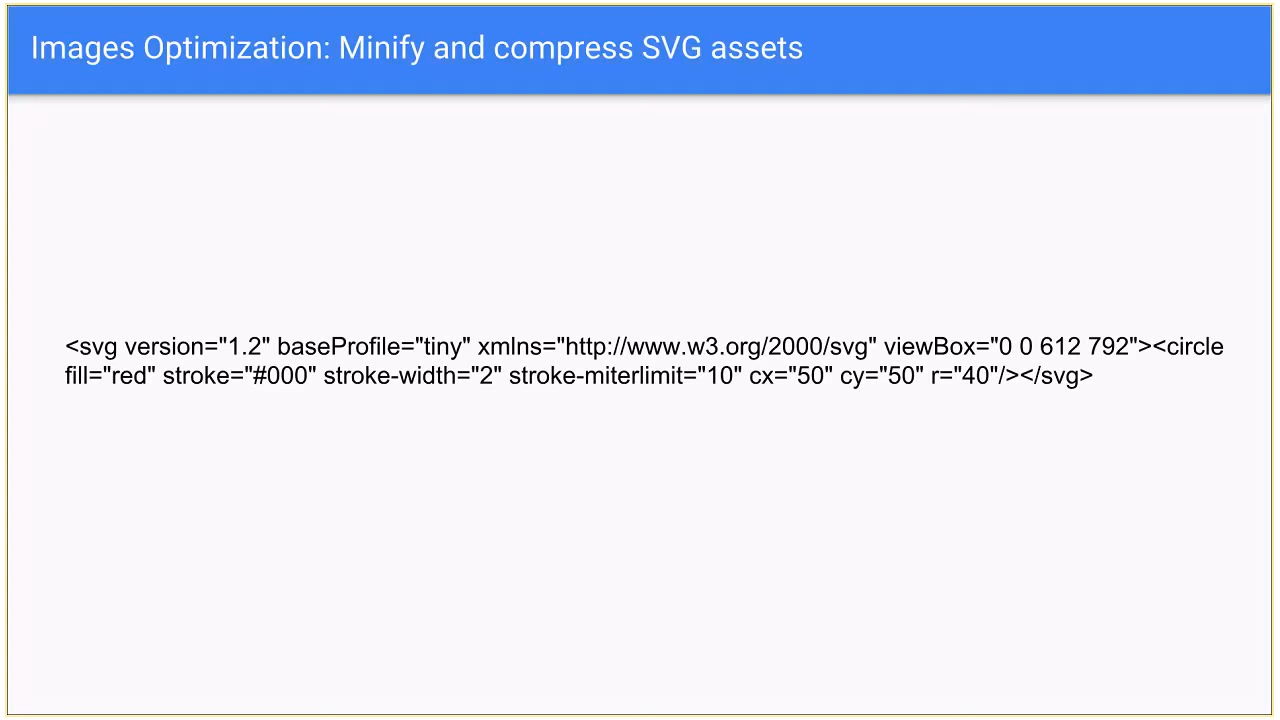 Images Optimization: Minify and compress SVG assets
<svg version="1.2" baseProfile="tiny" xmlns="http://www.w3.org/2000/svg" viewBox="0 0 612 792"><circle
fill="red" stroke="#000" stroke-width="2" stroke-miterlimit="10" cx="50" cy="50" r="40"/></svg>